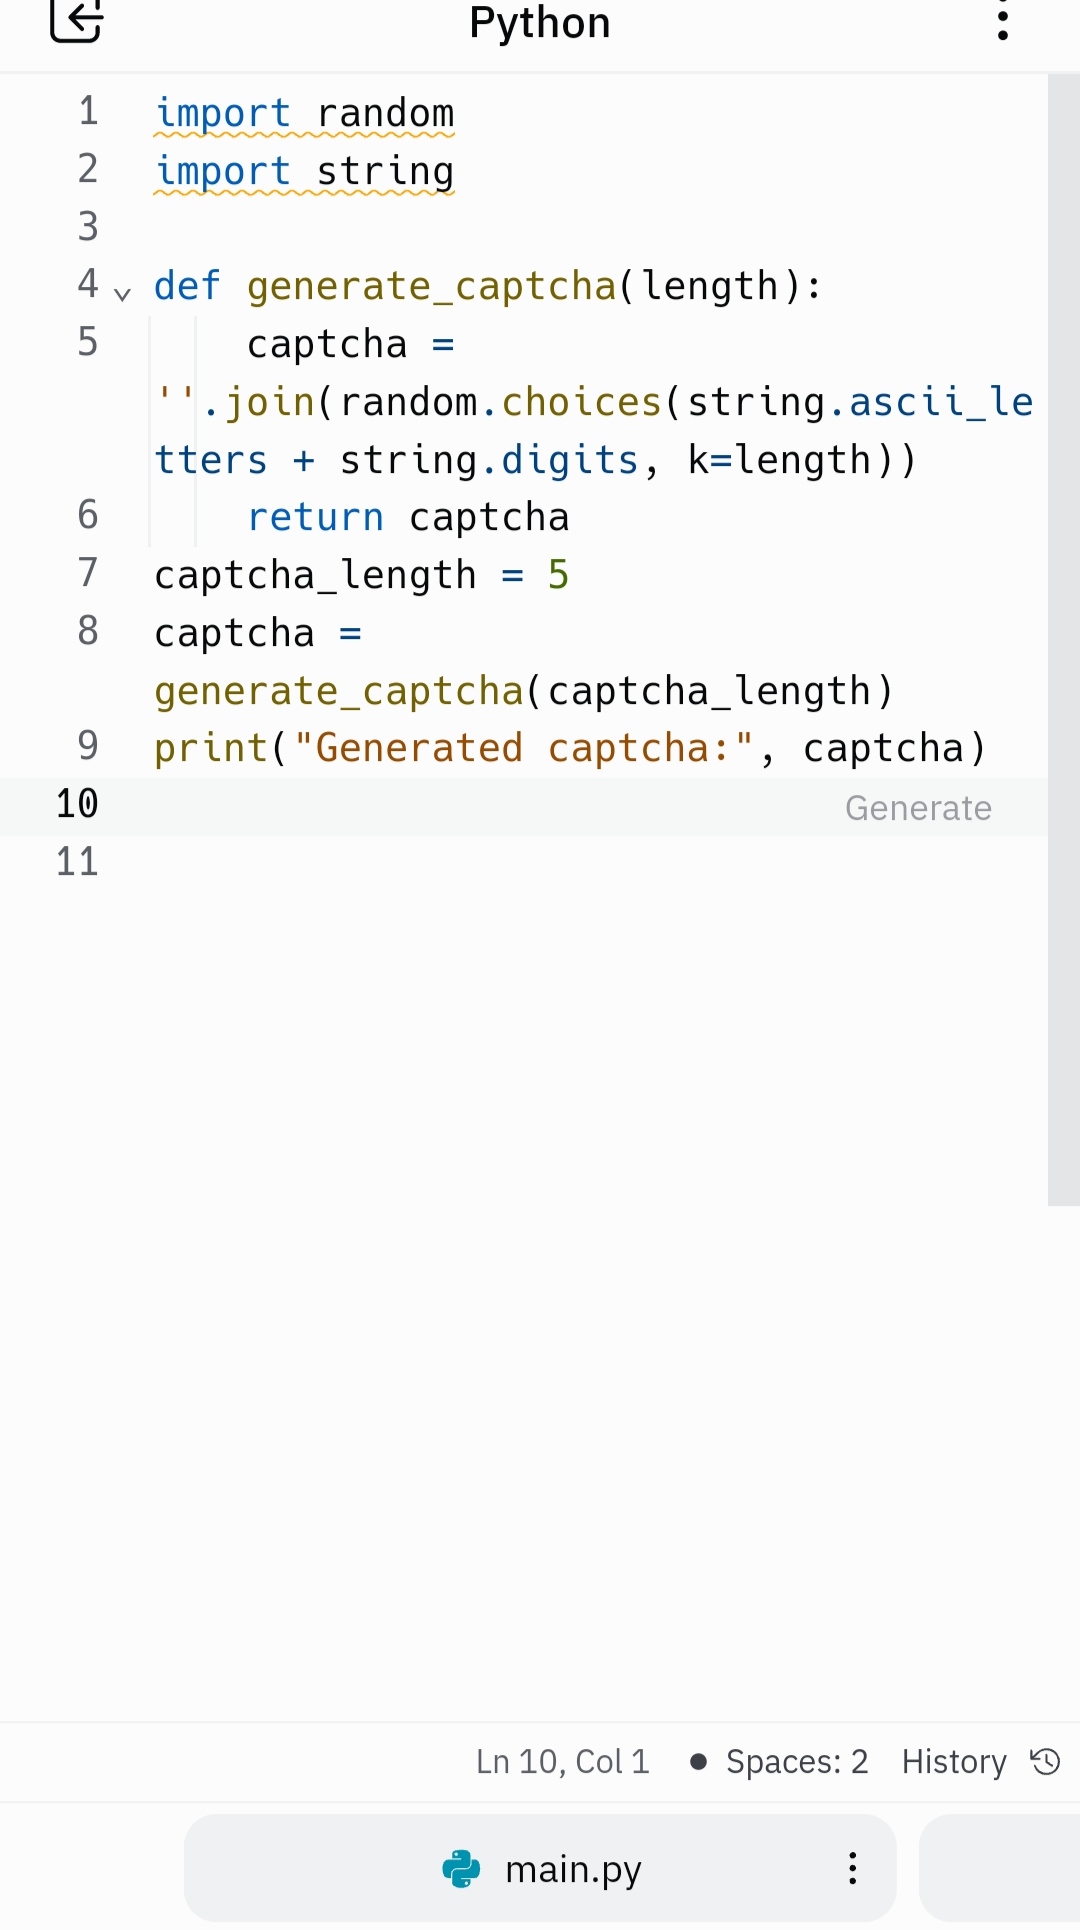 Python
1 import random
2 import string
3
4 def generate_captcha(length):
5 captcha =
''.join(random.choices(string.ascii_le
tters + string.digits, k=length))
6 return captcha
7 captcha_length = 5
8 captcha =
generate_captcha(captcha_length)
9 print("Generated captcha:", captcha)
10 Generate
11
Ln 10, Col 1 • Spaces: 2 History
main.py